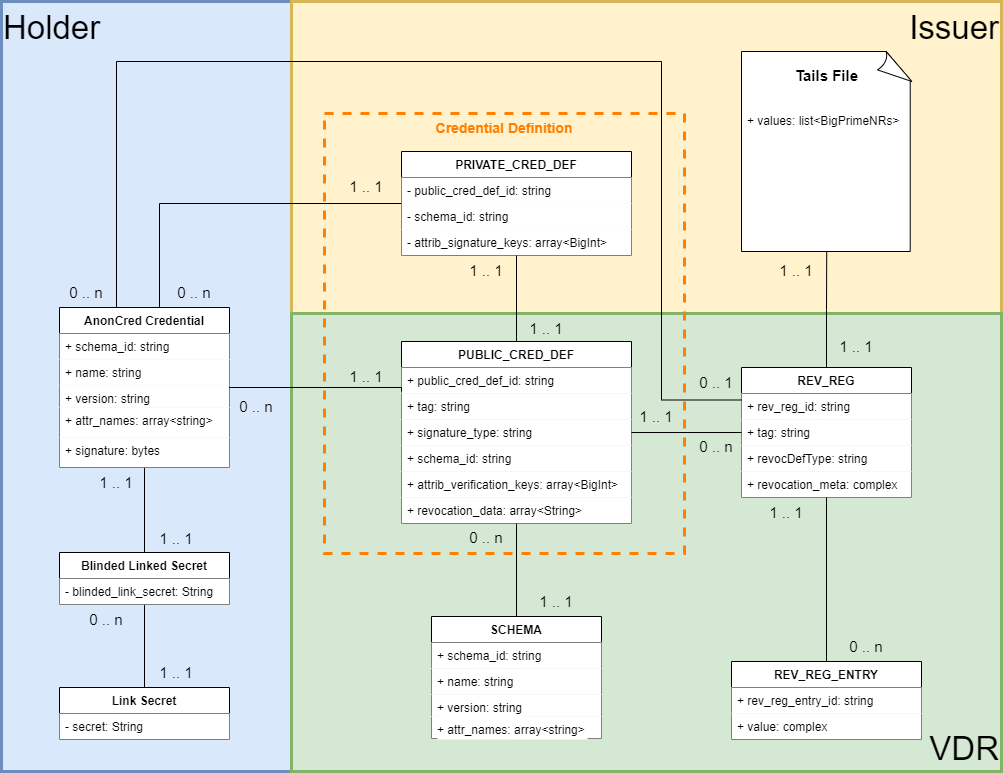 Holder
Issuer
Tails File
+ values: list<BigPrimeNRs>
Credential Definition
PRIVATE_CRED_DEF
- public_cred_def_id: string
- schema_id: string
- attrib_signature_keys: array<BigInt>
1 .. 1
1 .. 1
1 .. 1
0 .. n
0 .. n
AnonCred Credential
+ schema_id: string
+ name: string
+ version: string
+ attr_names: array<string>
+ signature: bytes
1 .. 1
PUBLIC_CRED_DEF
+ public_cred_def_id: string
+ tag: string
+ signature_type: string
+ schema_id: string
+ attrib_verification_keys: array<BigInt>
+ revocation_data: array<String>
1 .. 1
0 .. n
1 .. 1
REV_REG
+ rev_reg_id: string
+ tag: string
+ revocDefType: string
+ revocation_meta: complex
0 .. 1
1 .. 1
0 .. n
1 .. 1
1 .. 1
0 .. n
1 .. 1
Blinded Linked Secret
- blinded_link_secret: String
0 .. n
1 .. 1
Link Secret
- secret: String
1 .. 1
SCHEMA
+ schema_id: string
+ name: string
+ version: string
+ attr_names: array<string>
0 .. n
REV_REG_ENTRY
+ rev_reg_entry_id: string
+ value: complex
VDR